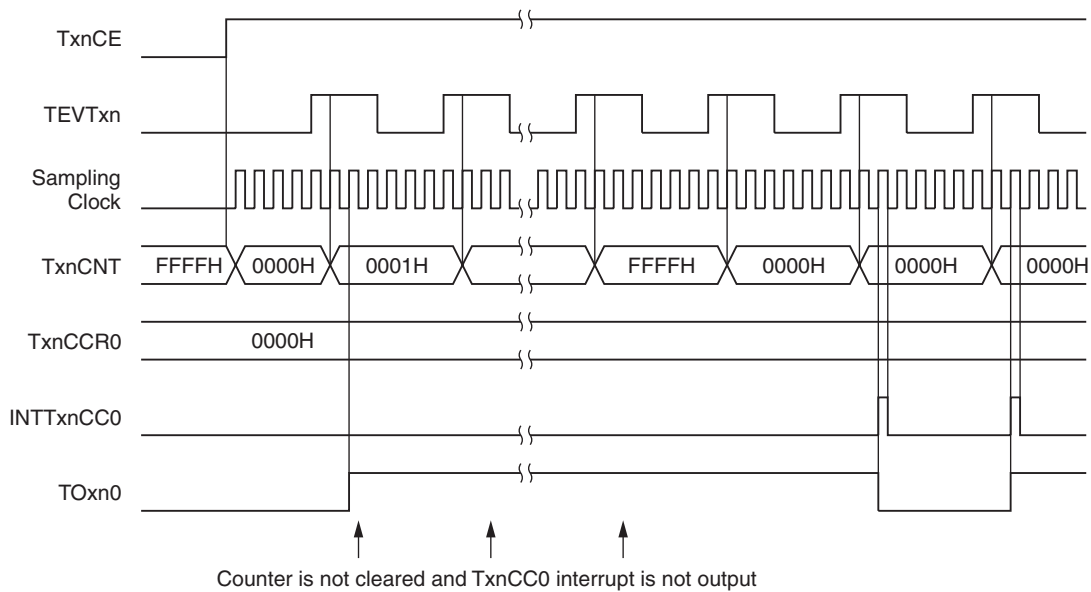 TxnCE
TEVTxn
Sampling
Clock
TxnCNT FFFFH 0000H 0001H FFFFH 0000H 0000H 0000H
TxnCCR0 0000H
INTTxnCC0
TOxn0
Counter is not cleared and TxnCC0 interrupt is not output